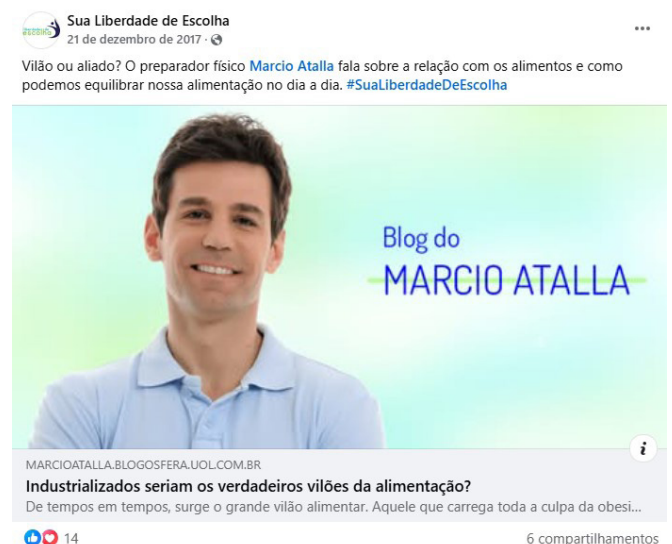 escolha
Sua Liberdade de Escolha
21 de dezembro de 2017 ·
Vilão ou aliado? O preparador físico Marcio Atalla fala sobre a relação com os alimentos e como
podemos equilibrar nossa alimentação no dia a dia. #SuaLiberdadeDeEscolha
Blog do
MARCIO ATALLA
MARCIOATALLA.BLOGOSFERA.UOL.COM.BR
Industrializados seriam os verdadeiros vilões da alimentação?
De tempos em tempos, surge o grande vilão alimentar. Aquele que carrega toda a culpa da obesi...
14
6 compartilhamentos